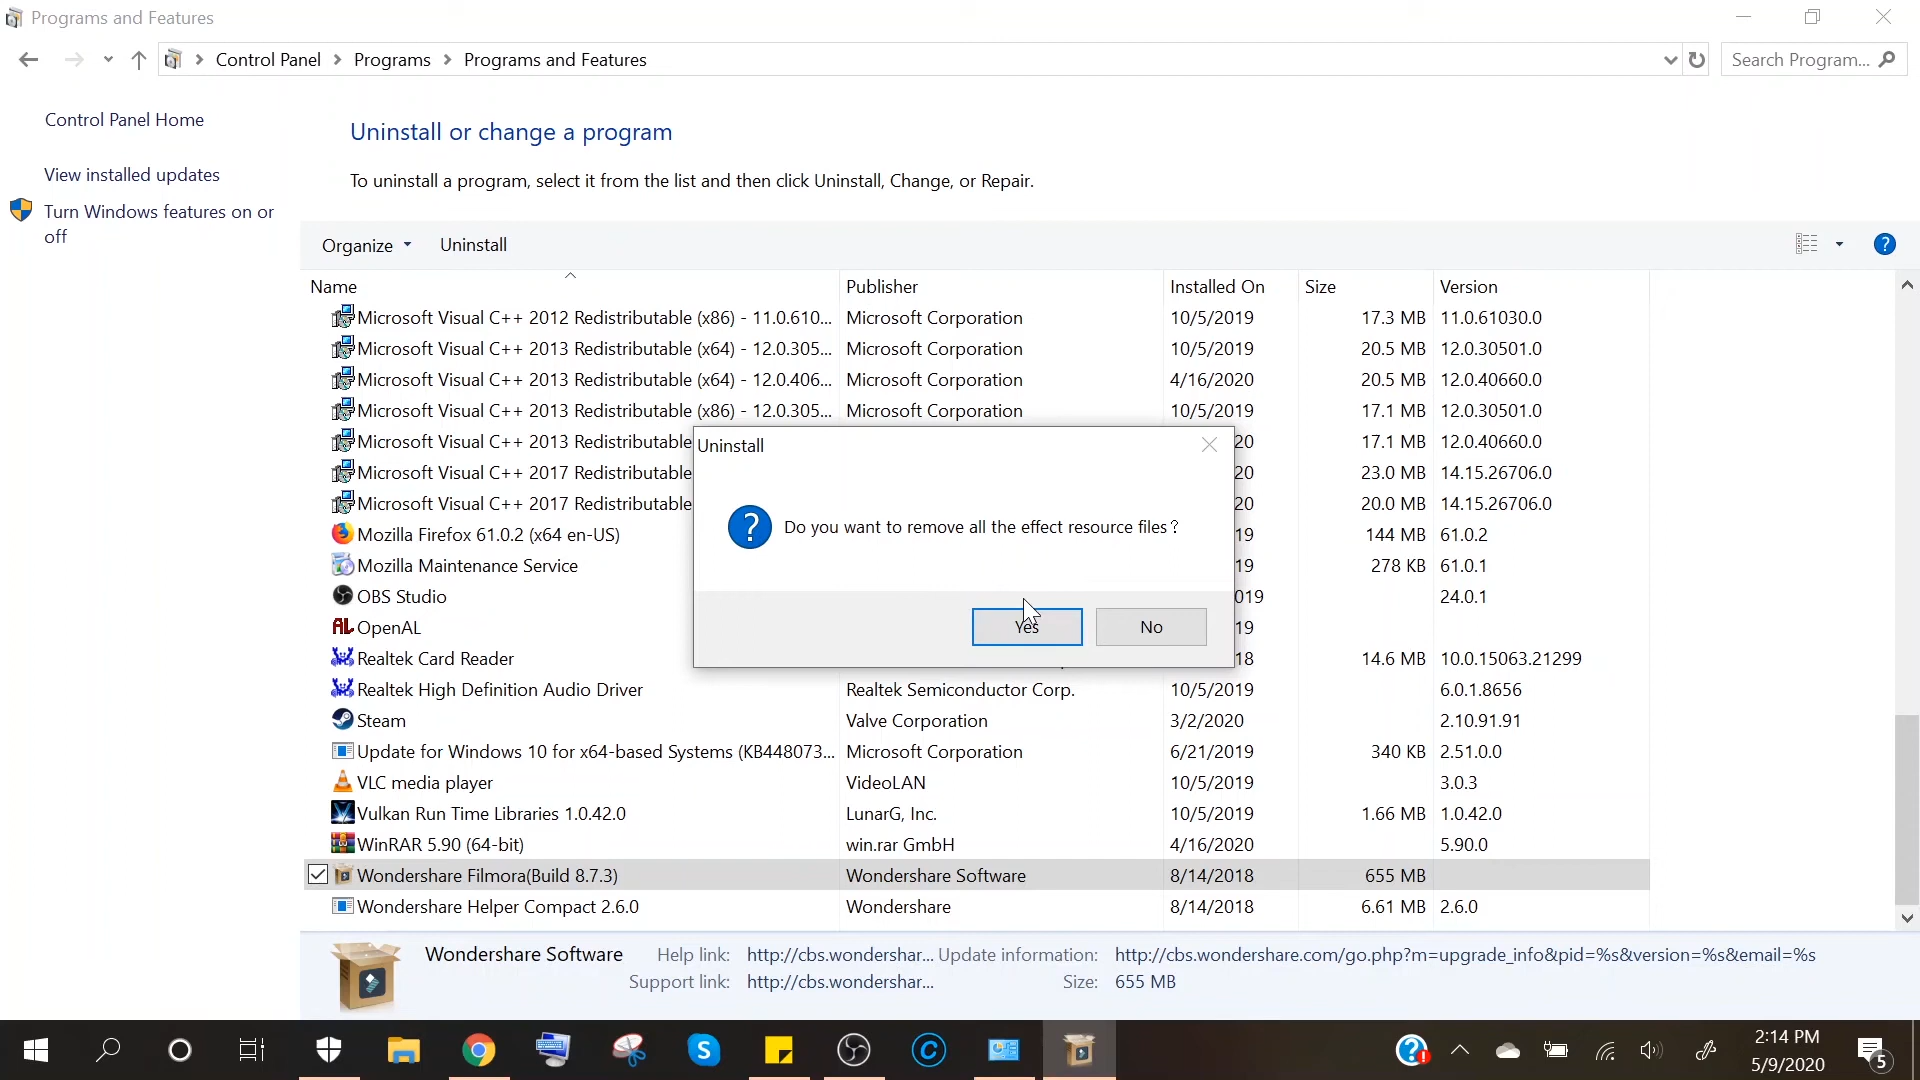 Programs and Features
Control Panel > Programs > Programs and Features
Search Program...
Control Panel Home
View installed updates
Turn Windows features on or
off
Uninstall or change a program
To uninstall a program, select it from the list and then click Uninstall, Change, or Repair.
Organize Uninstall
Name Publisher Installed On Size Version
Microsoft Visual C++ 2012 Redistributable (x86) - 11.0.610... Microsoft Corporation 10/5/2019 17.3 MB 11.0.61030.0
Microsoft Visual C++ 2013 Redistributable (x64) - 12.0.305... Microsoft Corporation 10/5/2019 20.5 MB 12.0.30501.0
Microsoft Visual C++ 2013 Redistributable (x64) - 12.0.406... Microsoft Corporation 4/16/2020 20.5 MB 12.0.40660.0
Microsoft Visual C++ 2013 Redistributable (x86) - 12.0.305... Microsoft Corporation 10/5/2019 17.1 MB 12.0.30501.0
Microsoft Visual C++ 2013 Redistributable 20 17.1 MB 12.0.40660.0
Microsoft Visual C++ 2017 Redistributable 20 23.0 MB 14.15.26706.0
Microsoft Visual C++ 2017 Redistributable 20 20.0 MB 14.15.26706.0
Mozilla Firefox 61.0.2 (x64 en-US) 19 144 MB 61.0.2
Mozilla Maintenance Service 19 278 KB 61.0.1
OBS Studio 019 24.0.1
OpenAL 19
Realtek Card Reader 18 14.6 MB 10.0.15063.21299
Realtek High Definition Audio Driver Realtek Semiconductor Corp. 10/5/2019 6.0.1.8656
Steam Valve Corporation 3/2/2020 2.10.91.91
Update for Windows 10 for x64-based Systems (KB448073... Microsoft Corporation 6/21/2019 340 KB 2.51.0.0
VLC media player VideoLAN 10/5/2019 3.0.3
Vulkan Run Time Libraries 1.0.42.0 LunarG, Inc. 10/5/2019 1.66 MB 1.0.42.0
WinRAR 5.90 (64-bit) win.rar GmbH 4/16/2020 5.90.0
Wondershare Filmora(Build 8.7.3) Wondershare Software 8/14/2018 655 MB
Wondershare Helper Compact 2.6.0 Wondershare 8/14/2018 6.61 MB 2.6.0
Uninstall
Do you want to remove all the effect resource files?
Yes No
Wondershare Software Help link: http://cbs.wondershar... Update information: http://cbs.wondershare.com/go.php?m=upgrade_info&pid=%s&version=%s&email=%s
Support link: http://cbs.wondershar... Size: 655 MB
2:14 PM
5/9/2020
5